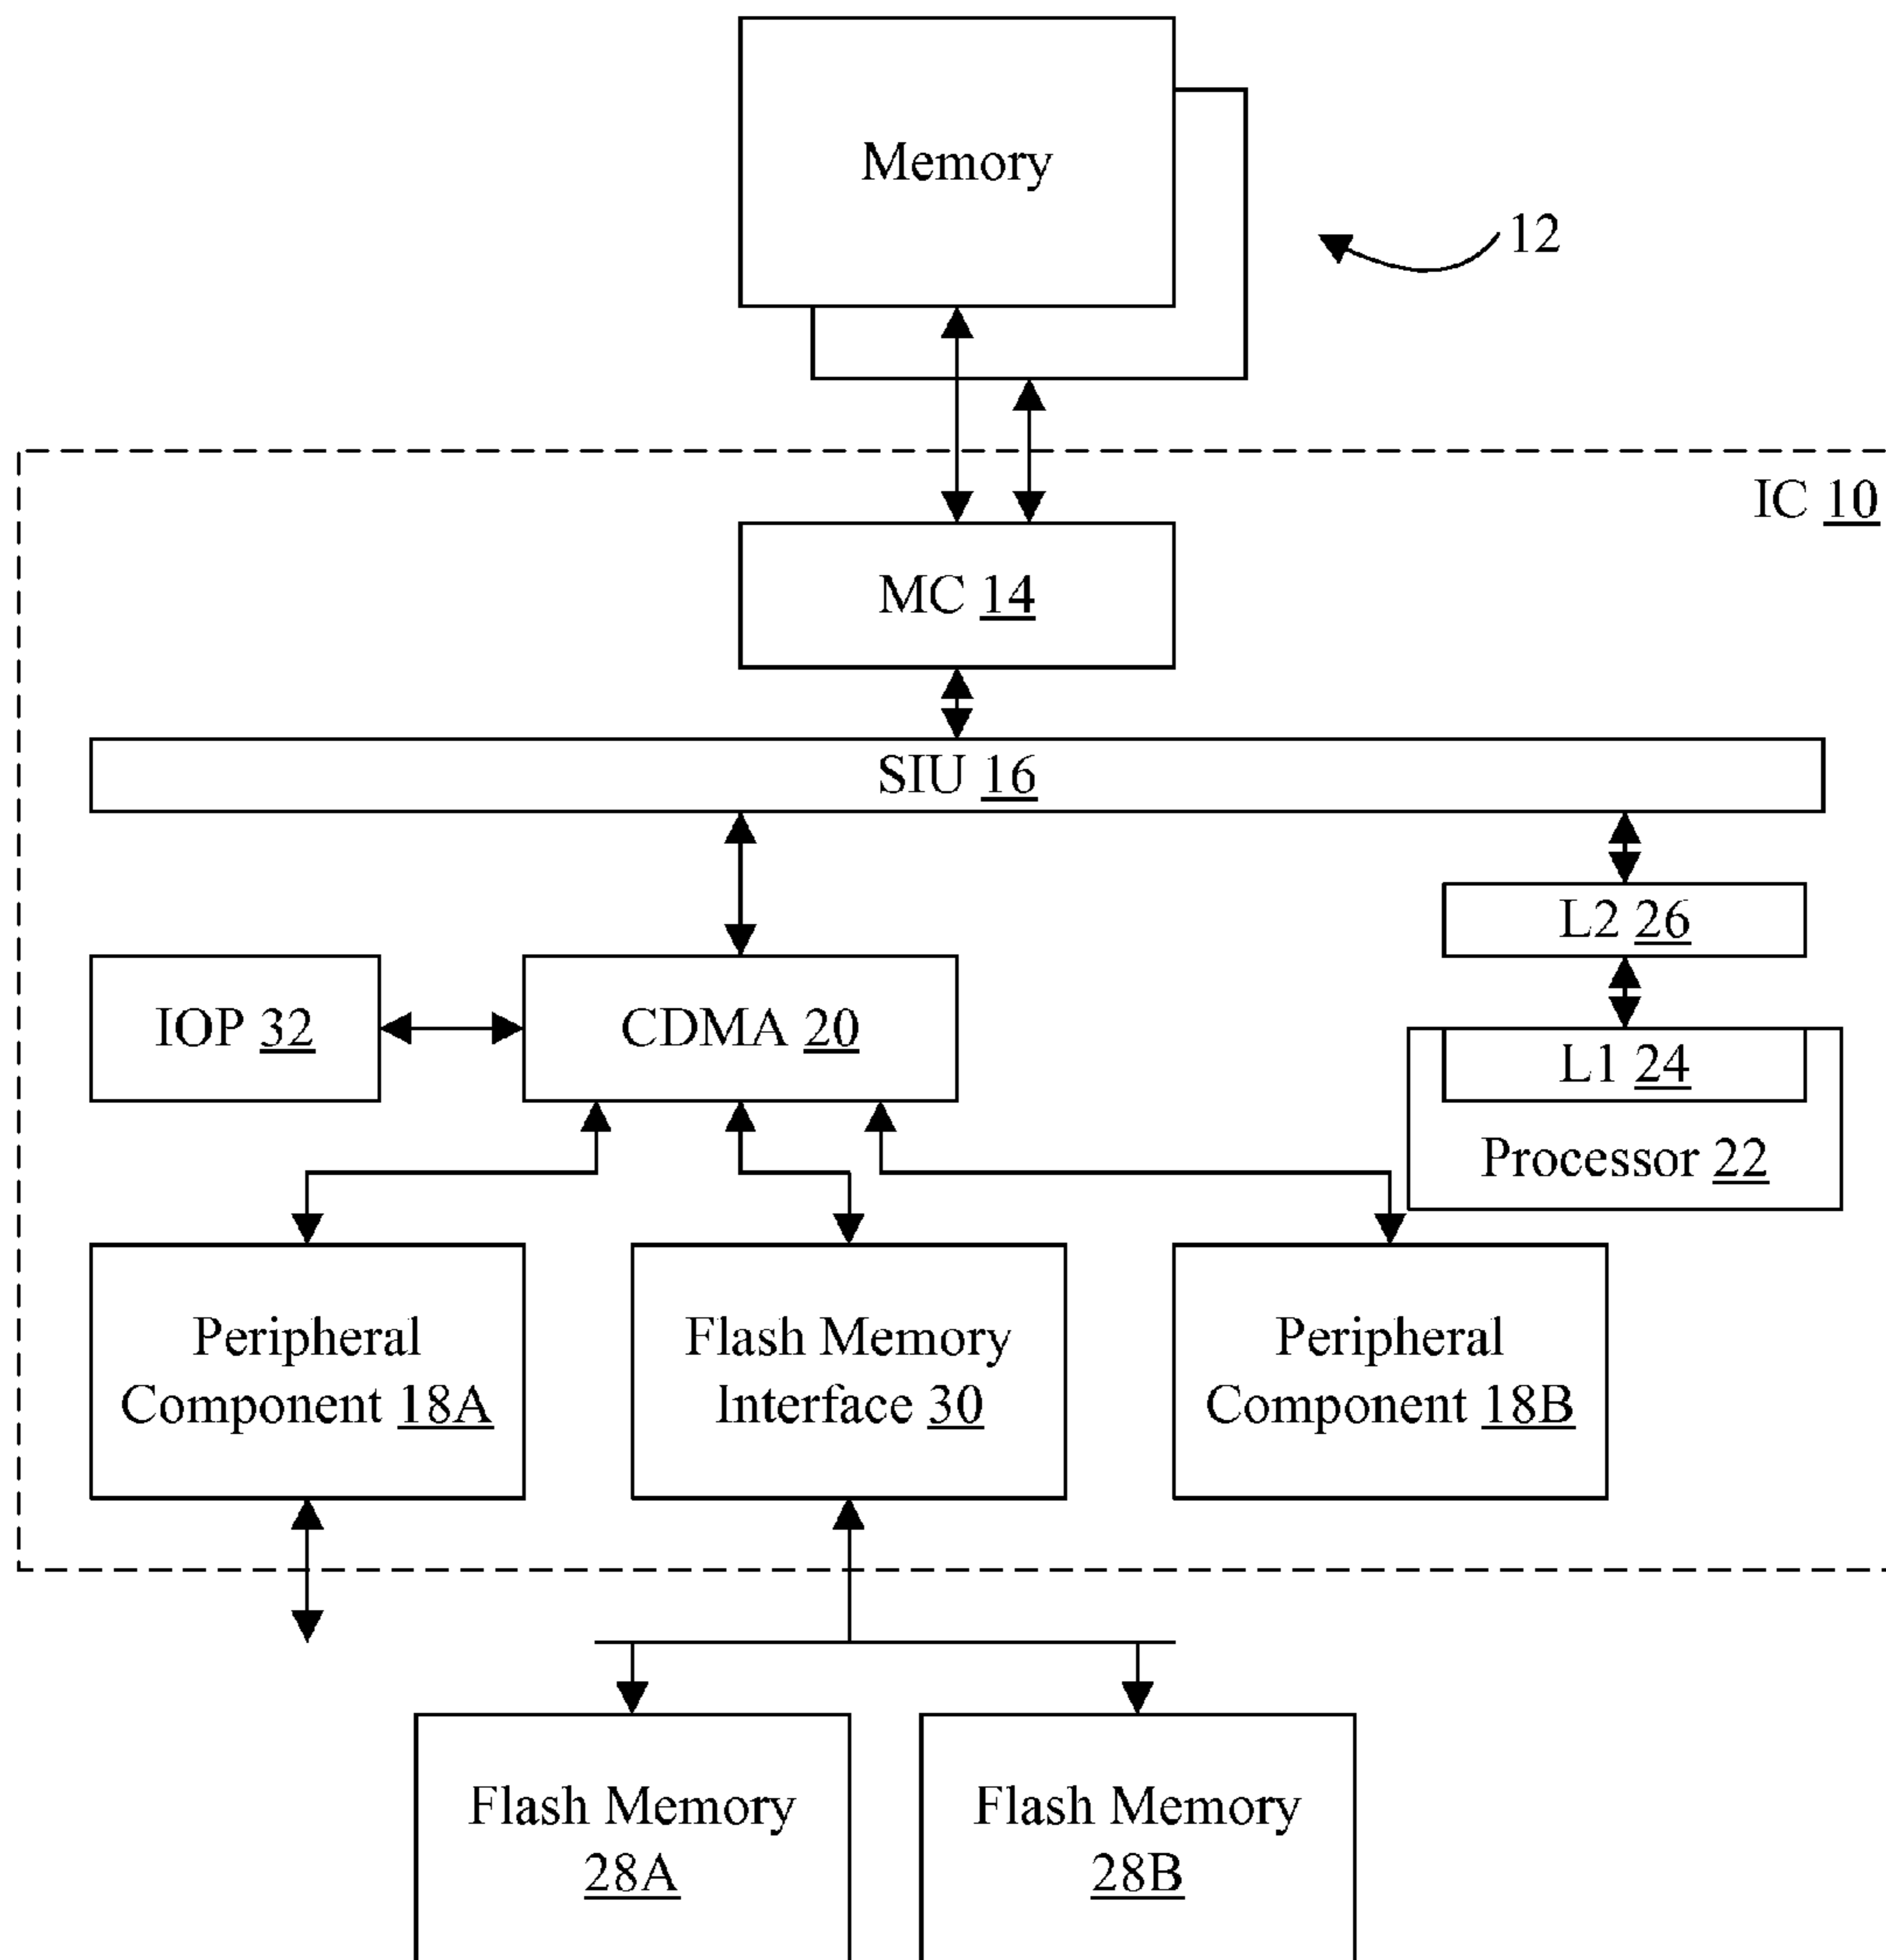 Memory
12
IC 10
MC 14
SIU 16
L2 26
IOP 32
CDMA 20
L1 24
Processor 22
Peripheral
Component 18A
Flash Memory
Interface 30
Peripheral
Component 18B
Flash Memory
28A
Flash Memory
28B